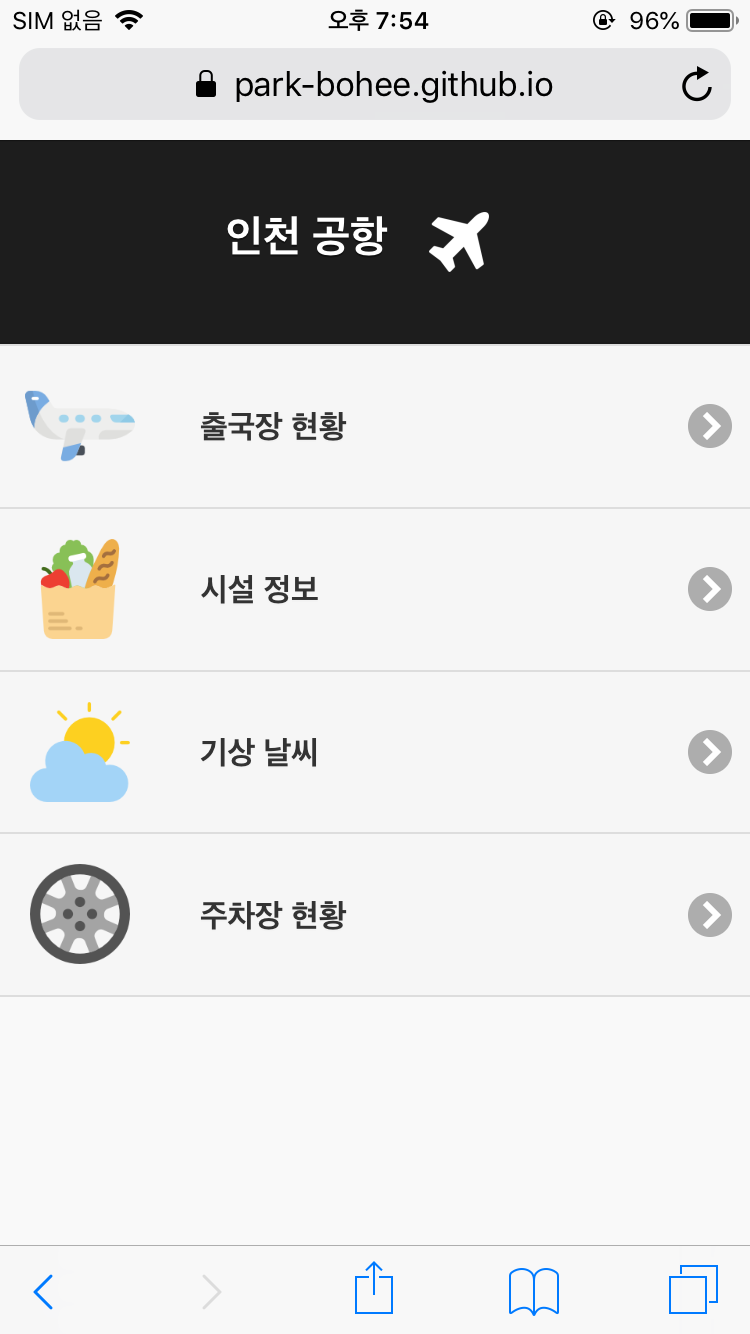 SIM 없음 오후 7:54 96%
park-bohee.github.io
인천 공항
출국장 현황
시설 정보
기상 날씨
주차장 현황